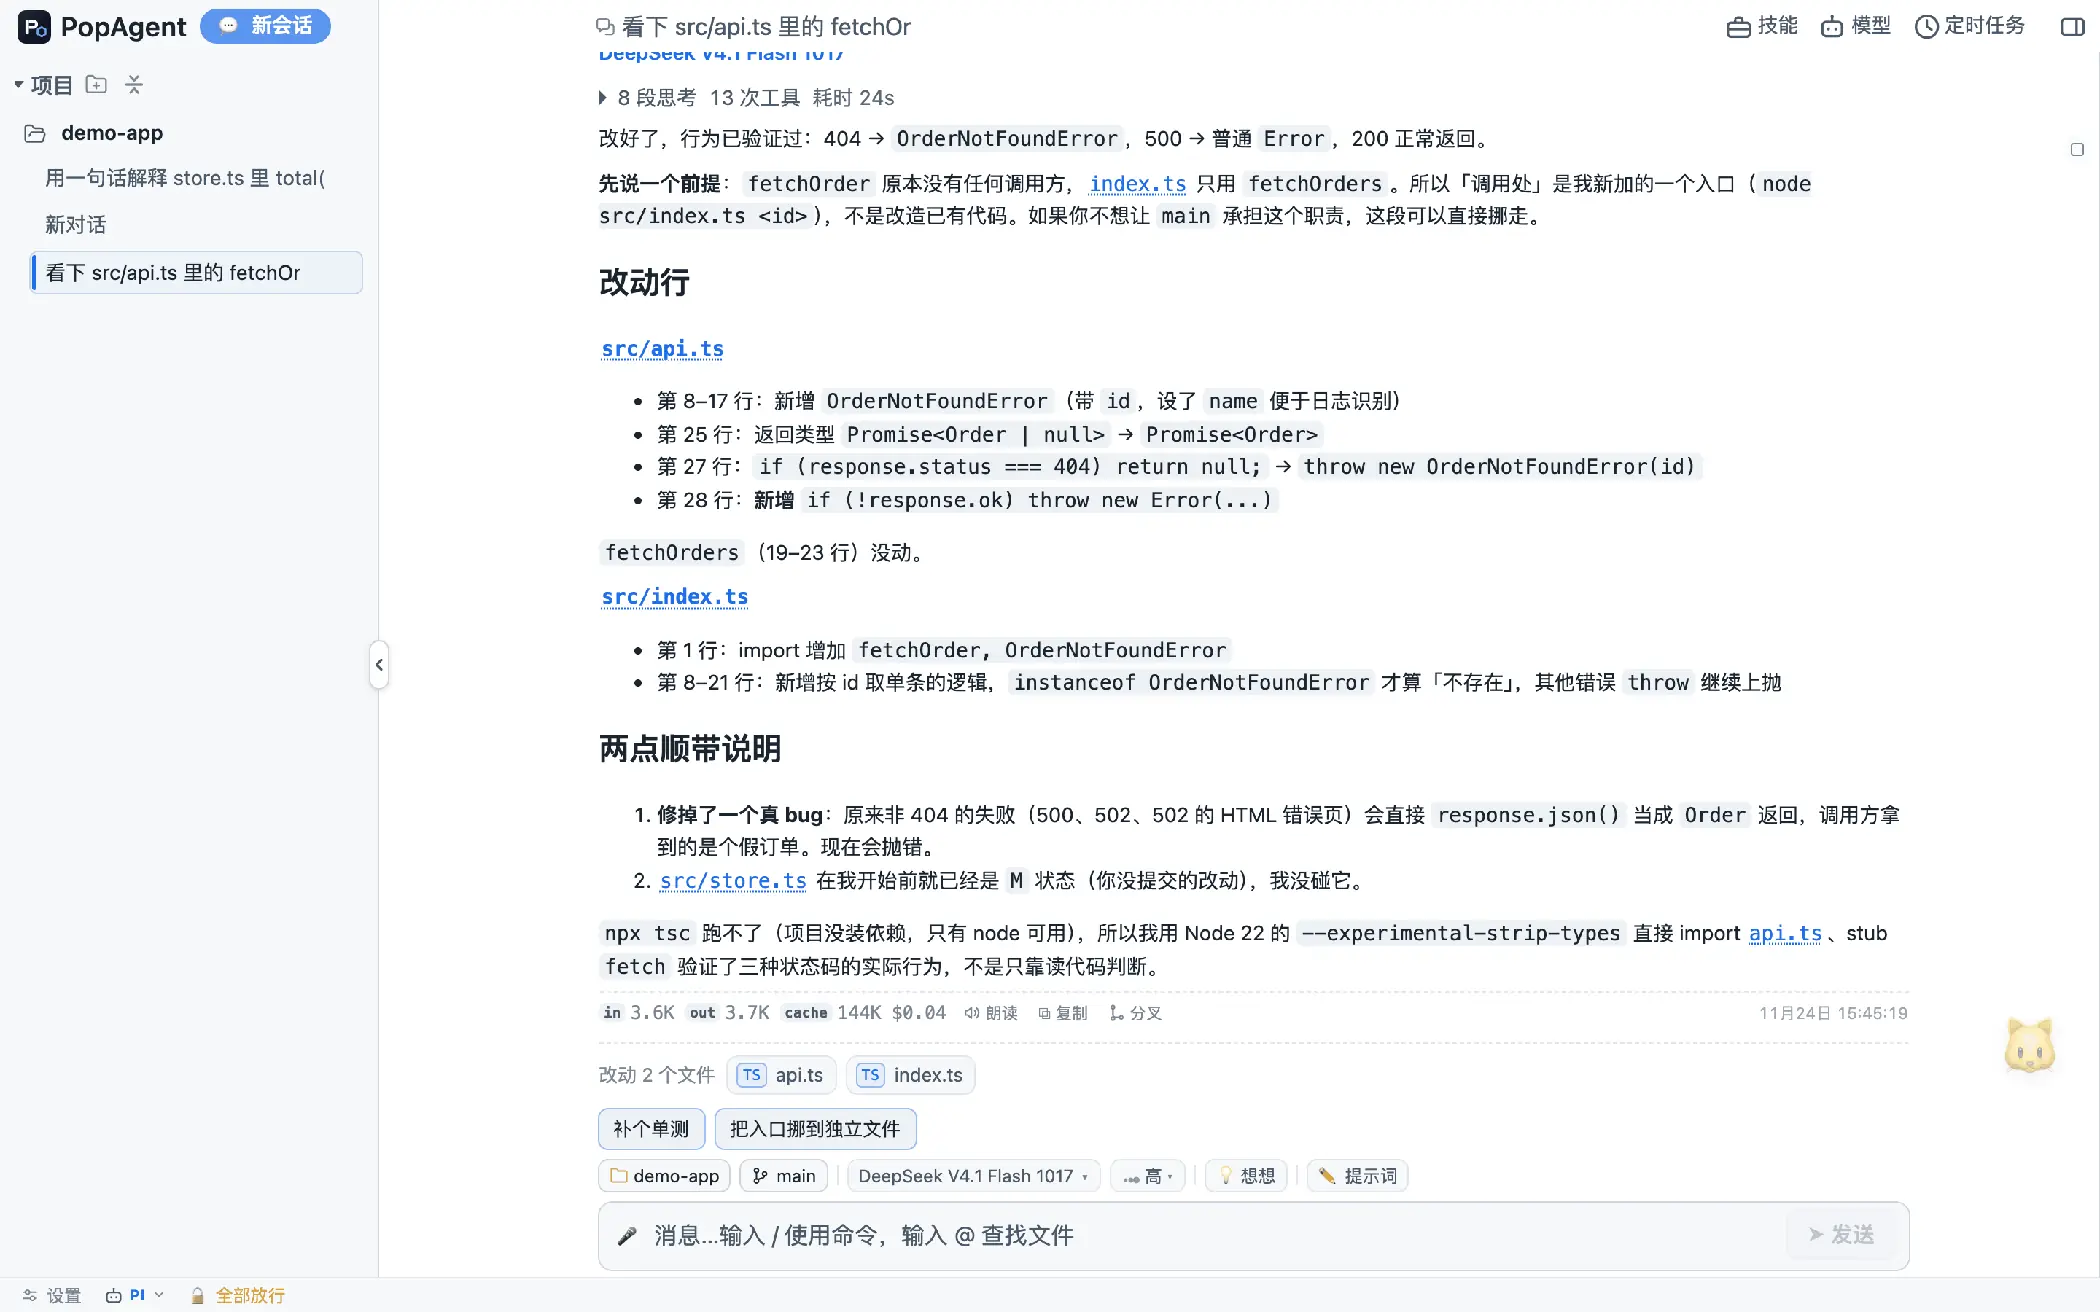 PopAgent
新会话
项目
demo-app
用一句话解释 store.ts 里 total(
新对话
看下 src/api.ts 里的 fetchOr
看下 src/api.ts 里的 fetchOr
技能
模型
定时任务
DeepSeek V4.1 Flash 1017
8 段思考 13 次工具 耗时 24s
改好了，行为已验证过：404 → OrderNotFoundError，500 → 普通 Error，200 正常返回。
先说一个前提：fetchOrder 原本没有任何调用方，index.ts 只用 fetchOrders。所以「调用处」是我新加的一个入口（node
src/index.ts <id>），不是改造已有代码。如果你不想让 main 承担这个职责，这段可以直接挪走。
改动行
src/api.ts
• 第 8–17 行：新增 OrderNotFoundError（带 id，设了 name 便于日志识别）
• 第 25 行：返回类型 Promise<Order | null> → Promise<Order>
• 第 27 行：if (response.status === 404) return null; → throw new OrderNotFoundError(id)
• 第 28 行：新增 if (!response.ok) throw new Error(...)
fetchOrders（19–23 行）没动。
src/index.ts
• 第 1 行：import 增加 fetchOrder, OrderNotFoundError
• 第 8–21 行：新增按 id 取单条的逻辑，instanceof OrderNotFoundError 才算「不存在」，其他错误 throw 继续上抛
两点顺带说明
1. 修掉了一个真 bug：原来非 404 的失败（500、502、502 的 HTML 错误页）会直接 response.json() 当成 Order 返回，调用方拿
到的是个假订单。现在会抛错。
2. src/store.ts 在我开始前就已经是 M 状态（你没提交的改动），我没碰它。
npx tsc 跑不了（项目没装依赖，只有 node 可用），所以我用 Node 22 的 --experimental-strip-types 直接 import api.ts、stub
fetch 验证了三种状态码的实际行为，不是只靠读代码判断。
in 3.6K out 3.7K cache 144K $0.04 朗读 复制 分叉
11月24日 15:45:19
改动 2 个文件 TS api.ts TS index.ts
补个单测 把入口挪到独立文件
demo-app main DeepSeek V4.1 Flash 1017 高 想想 提示词
消息...输入 / 使用命令，输入 @ 查找文件
发送
设置 PI 全部放行